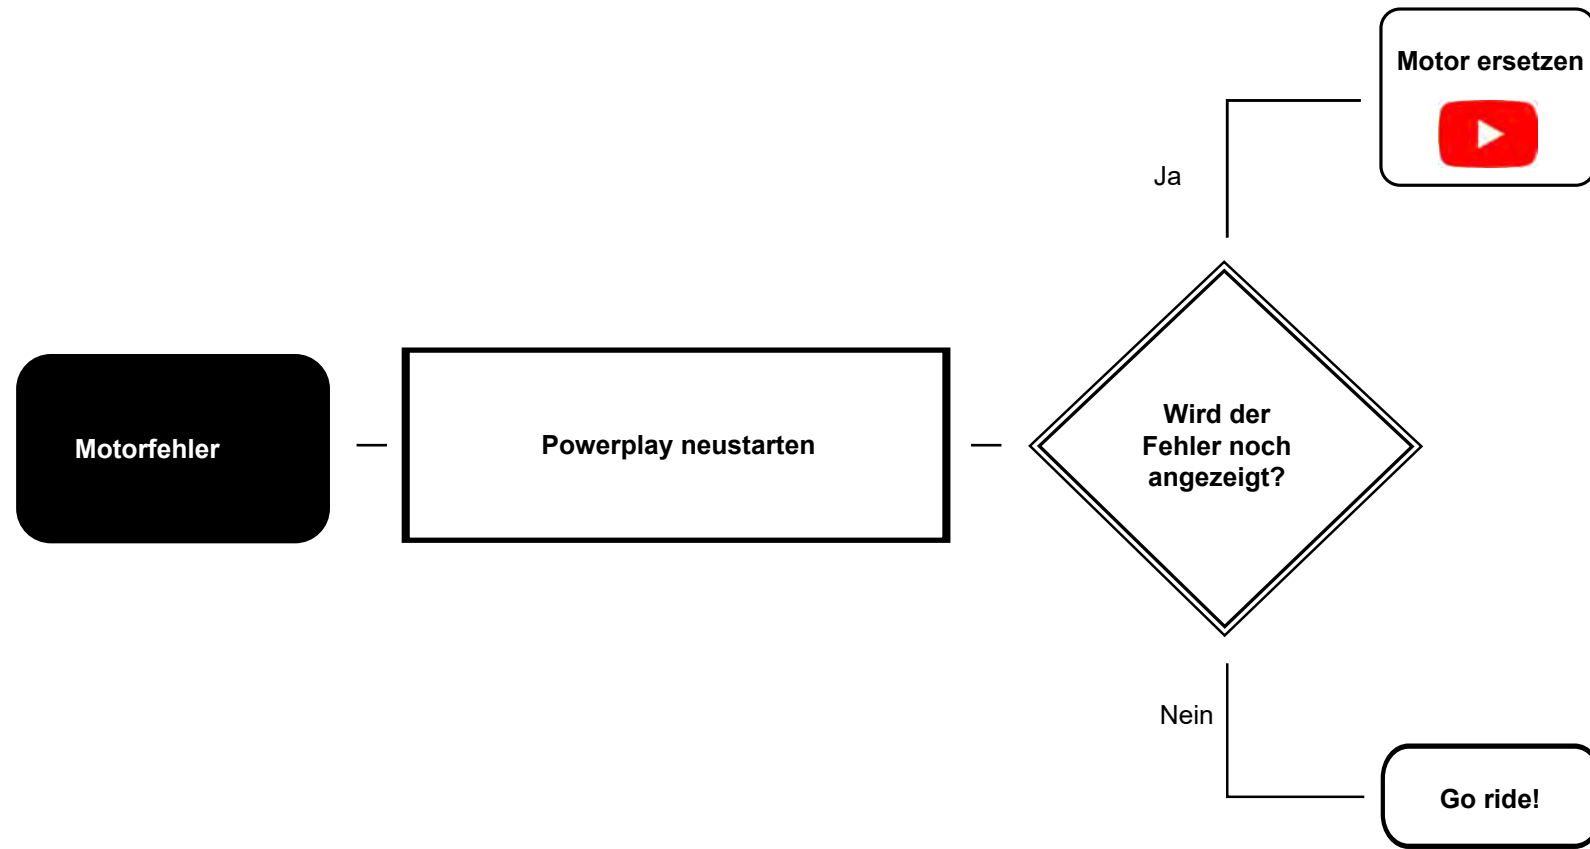 Motor ersetzen
Ja
Motorfehler
Powerplay neustarten
Wird der
Fehler noch
angezeigt?
Nein
Go ride!